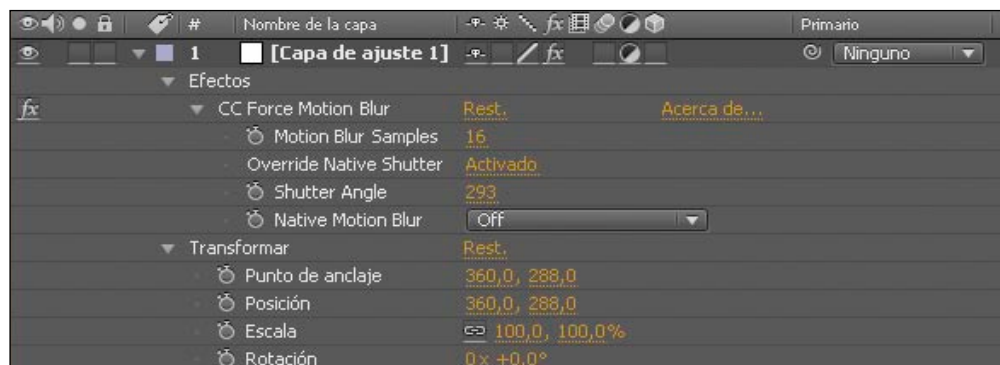 # Nombre de la capa fx Primario
1 [Capa de ajuste 1] fx Ninguno
Efectos
fx CC Force Motion Blur Rest. Acerca de...
Motion Blur Samples 16
Override Native Shutter Activado
Shutter Angle 293
Native Motion Blur Off
Transformar Rest.
Punto de anclaje 360,0, 288,0
Posición 360,0, 288,0
Escala 100,0, 100,0%
Rotación 0x +0,0°